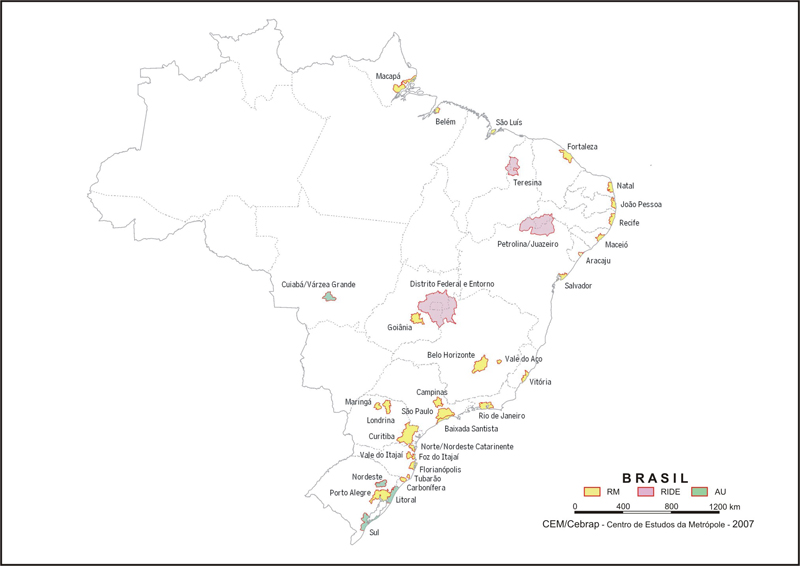 Macapá
Belém
São Luís
Fortaleza
Teresina
Natal
João Pessoa
Recife
Petrolina/Juazeiro
Maceió
Aracaju
Salvador
Cuiabá/Várzea Grande
Distrito Federal e Entorno
Goiânia
Belo Horizonte
Vale do Aço
Vitória
Campinas
Maringá
São Paulo
Rio de Janeiro
Londrina
Baixada Santista
Curitiba
Norte/Nordeste Catarinense
Vale do Itajaí
Foz do Itajaí
Florianópolis
Nordeste
Tubarão
Carbonífera
Porto Alegre
Litoral
Sul
BRASIL
RM RIDE AU
0 400 800 1200 km
CEM/Cebrap - Centro de Estudos da Metrópole - 2007